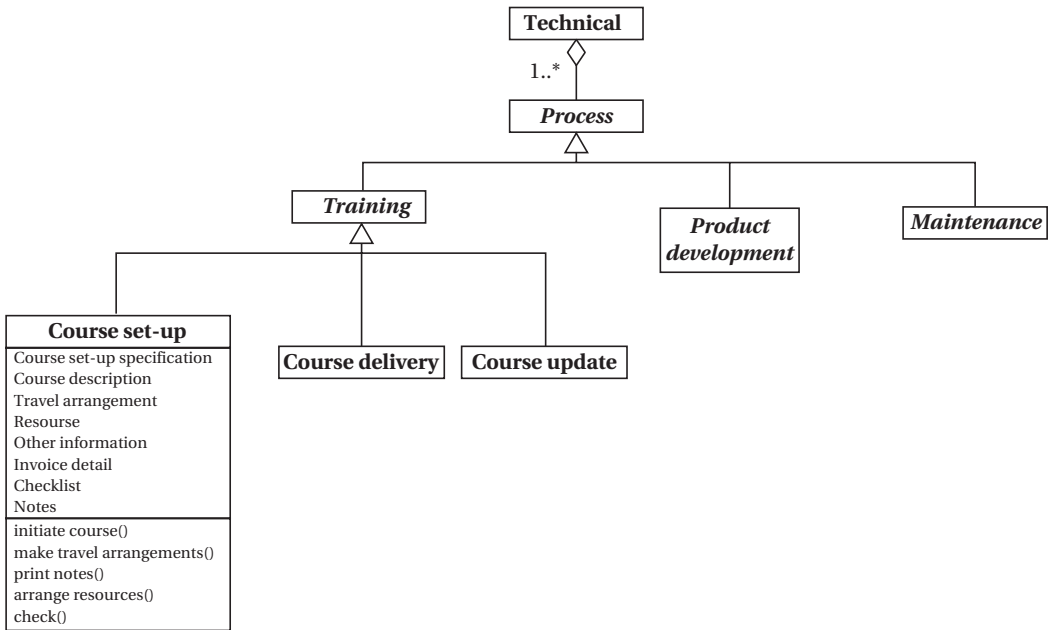 Technical
1..*
Process
Training
Product
development
Maintenance
Course set-up
Course set-up specification
Course description
Travel arrangement
Resourse
Other information
Invoice detail
Checklist
Notes
initiate course()
make travel arrangements()
print notes()
arrange resources()
check()
Course delivery
Course update